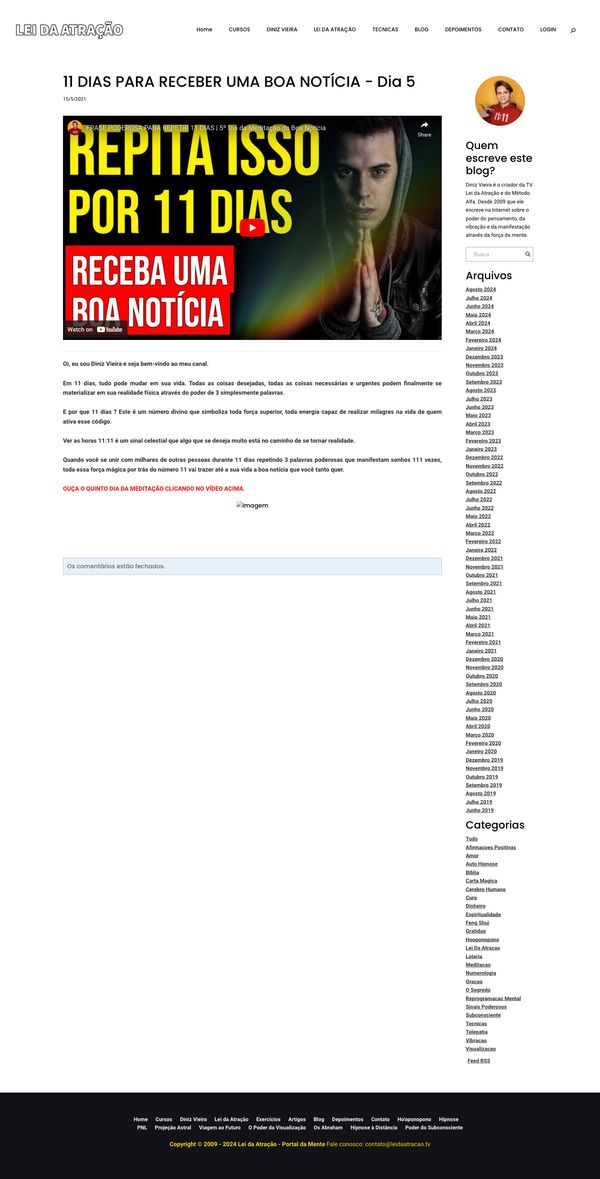 LEI DA ATRAÇÃO
Home CURSOS DINIZ VIEIRA LEI DA ATRAÇÃO TECNICAS BLOG DEPOIMENTOS CONTATO LOGIN
11 DIAS PARA RECEBER UMA BOA NOTÍCIA - Dia 5
15/5/2021
FRASE PODEROSA PARA REPETIR 11 DIAS | 5º Dia da Meditação da Boa Notícia
Share
REPITA ISSO
POR 11 DIAS
RECEBA UMA
BOA NOTÍCIA
Watch on YouTube
Oi, eu sou Diniz Vieira e seja bem-vindo ao meu canal.
Em 11 dias, tudo pode mudar em sua vida. Todas as coisas desejadas, todas as coisas necessárias e urgentes podem finalmente se
materializar em sua realidade física através do poder de 3 simplesmente palavras.
E por que 11 dias ? Este é um número divino que simboliza toda força superior, toda energia capaz de realizar milagres na vida de quem
ativa esse código.
Ver as horas 11:11 é um sinal celestial que algo que se deseja muito está no caminho de se tornar realidade.
Quando você se unir com milhares de outras pessoas durante 11 dias repetindo 3 palavras poderosas que manifestam sonhos 111 vezes,
toda essa força mágica por trás do número 11 vai trazer até a sua vida a boa notícia que você tanto quer.
OUÇA O QUINTO DIA DA MEDITAÇÃO CLICANDO NO VÍDEO ACIMA.
Imagem
Os comentários estão fechados.
11:11
Quem
escreve este
blog?
Diniz Vieira é o criador da TV
Lei da Atração e do Método
Alfa. Desde 2009 que ele
escreve na Internet sobre o
poder do pensamento, da
vibração e da manifestação
através da força da mente.
Busca
Arquivos
Agosto 2024
Julho 2024
Junho 2024
Maio 2024
Abril 2024
Março 2024
Fevereiro 2024
Janeiro 2024
Dezembro 2023
Novembro 2023
Outubro 2023
Setembro 2023
Agosto 2023
Julho 2023
Junho 2023
Maio 2023
Abril 2023
Março 2023
Fevereiro 2023
Janeiro 2023
Dezembro 2022
Novembro 2022
Outubro 2022
Setembro 2022
Agosto 2022
Julho 2022
Junho 2022
Maio 2022
Abril 2022
Março 2022
Fevereiro 2022
Janeiro 2022
Dezembro 2021
Novembro 2021
Outubro 2021
Setembro 2021
Agosto 2021
Julho 2021
Junho 2021
Maio 2021
Abril 2021
Março 2021
Fevereiro 2021
Janeiro 2021
Dezembro 2020
Novembro 2020
Outubro 2020
Setembro 2020
Agosto 2020
Julho 2020
Junho 2020
Maio 2020
Abril 2020
Março 2020
Fevereiro 2020
Janeiro 2020
Dezembro 2019
Novembro 2019
Outubro 2019
Setembro 2019
Agosto 2019
Julho 2019
Junho 2019
Categorias
Tudo
Afirmacoes Positivas
Amor
Auto Hipnose
Biblia
Carta Magica
Cerebro Humano
Cura
Dinheiro
Espiritualidade
Feng Shui
Gratidao
Hooponopono
Lei Da Atracao
Loteria
Meditacao
Numerologia
Oracao
O Segredo
Reprogramacao Mental
Sinais Poderosos
Subconsciente
Tecnicas
Telepatia
Vibracao
Visualizacao
Feed RSS
Home Cursos Diniz Vieira Lei da Atração Exercícios Artigos Blog Depoimentos Contato Ho'oponopono Hipnose
PNL Projeção Astral Viagem ao Futuro O Poder da Visualização Os Abraham Hipnose à Distância Poder do Subconsciente
Copyright © 2009 - 2024 Lei da Atração - Portal da Mente Fale conosco: contato@leidaatracao.tv